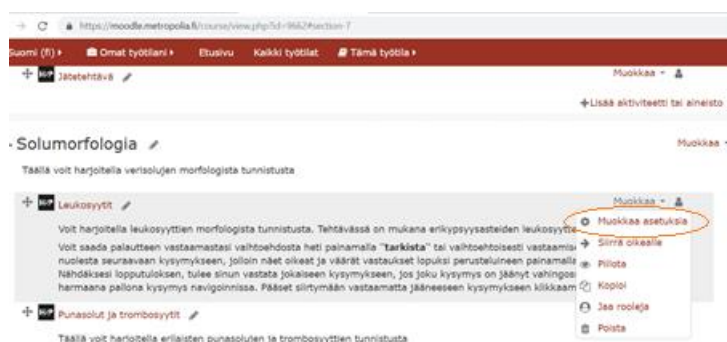 https://moodle.metropolia.fi/course/view.php?id=9662#section-7
Suomi (fi) Omat työtilani Etusivu Kaikki työtilat Tämä työtila
H-P Jätetehtävä Muokkaa
+Lisää aktiviteetti tai aineisto
Solumorfologia Muokkaa
Täällä voit harjoitella verisolujen morfologista tunnistusta
H-P Leukosyytit Muokkaa
Muokkaa asetuksia
Voit harjoitella leukosyyttien morfologista tunnistusta. Tehtävässä on mukana erikypsyysasteiden leukosyytte
Siirrä oikealle
Voit saada palautteen vastaamastasi vaihtoehdosta heti painamalla "tarkista" tai vaihtoehtoisesti vastaamise
nuolesta seuraavaan kysymykseen, jolloin näet oikeat ja väärät vastaukset lopuksi perusteluineen painamalla
Piilota
Nähdäksesi lopputuloksen, tulee sinun vastata jokaiseen kysymykseen, jos joku kysymys on jäänyt vahingos
Kopioi
harmaana pallona kysymys navigoinnissa. Pääset siirtymään vastaamatta jääneeseen kysymykseen klikkaam
Jaa rooleja
H-P Punasolut ja trombosyytit
Poista
Täällä voit harjoitella erilaisten punasolujen ja trombosyyttien tunnistusta